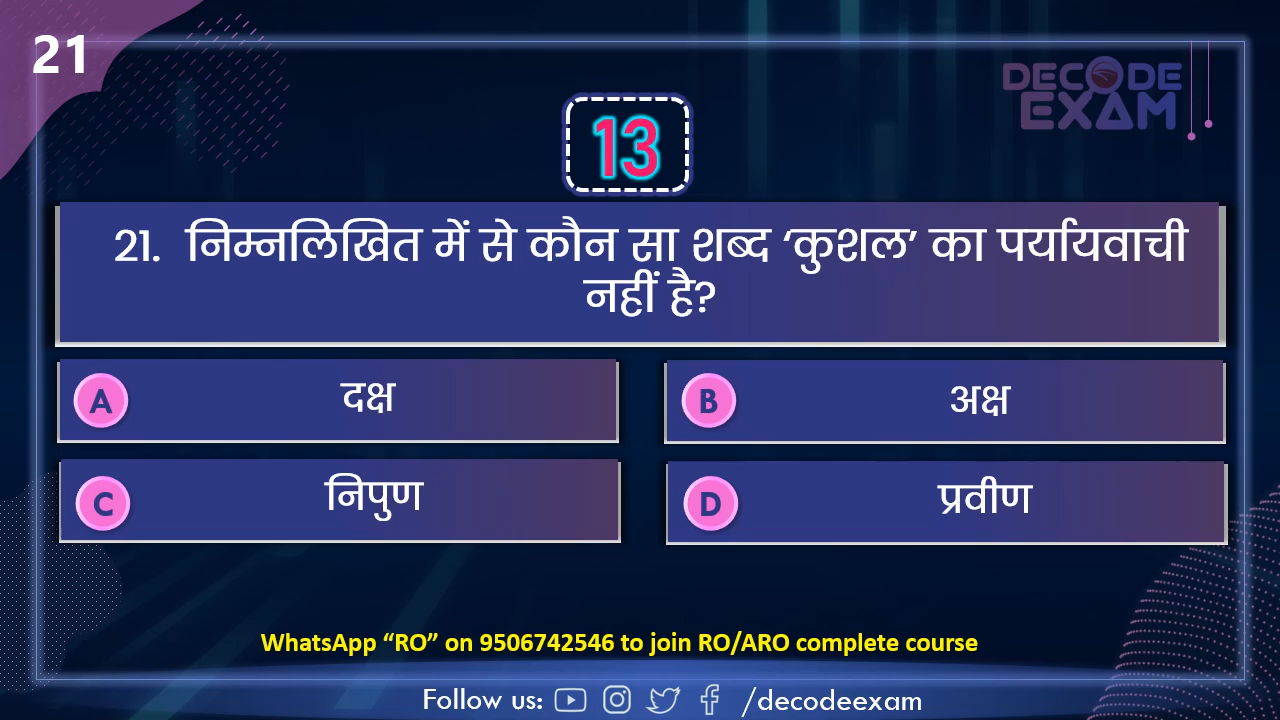 21
DECODE
EXAM
13
21. निम्नलिखित में से कौन सा शब्द ‘कुशल’ का पर्यायवाची
नहीं है?
A दक्ष
B अक्ष
C निपुण
D प्रवीण
WhatsApp “RO” on 9506742546 to join RO/ARO complete course
Follow us: /decodeexam